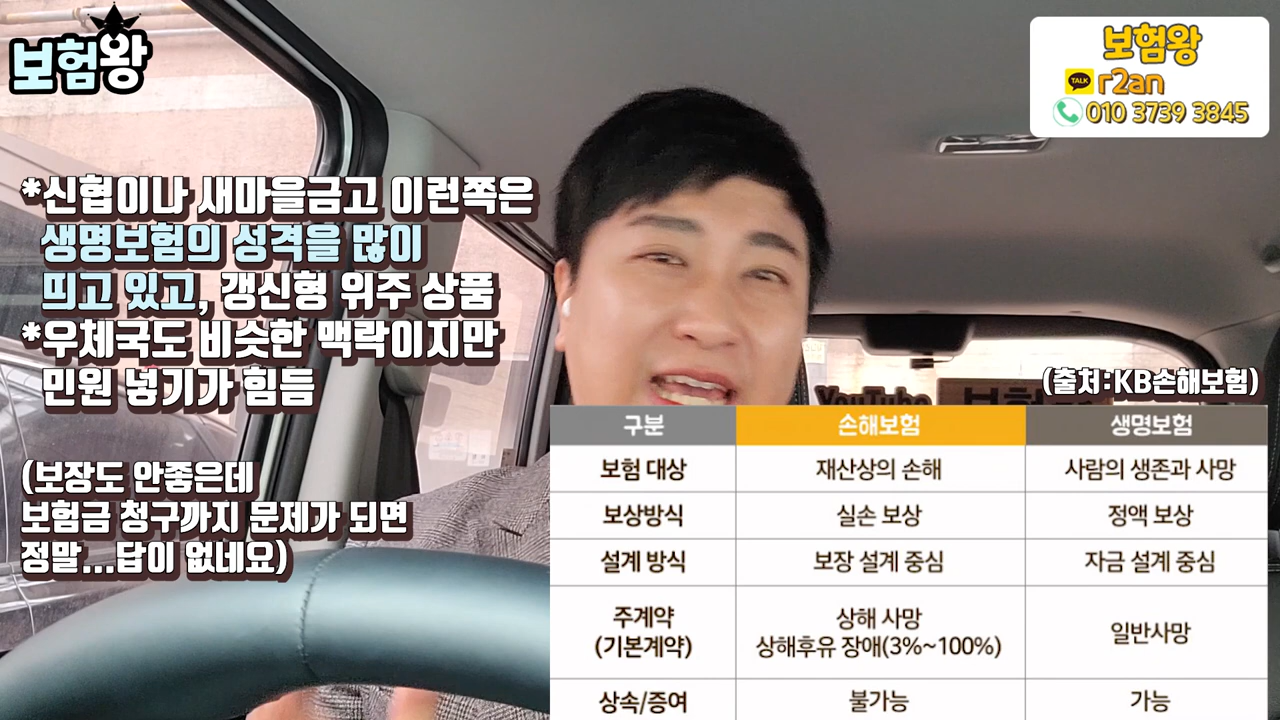 보험왕
보험왕
TALK r2an
010 3739 3845
*신협이나 새마을금고 이런쪽은
생명보험의 성격을 많이
띄고 있고, 갱신형 위주 상품
*우체국도 비슷한 맥락이지만
민원 넣기가 힘듬
(보장도 안좋은데
보험금 청구까지 문제가 되면
정말...답이 없네요)
YouTube
(출처:KB손해보험)
구분 손해보험 생명보험
보험 대상 재산상의 손해 사람의 생존과 사망
보상방식 실손 보상 정액 보상
설계 방식 보장 설계 중심 자금 설계 중심
주계약
(기본계약)
상해 사망
상해후유 장애(3%~100%)
일반사망
상속/증여 불가능 가능